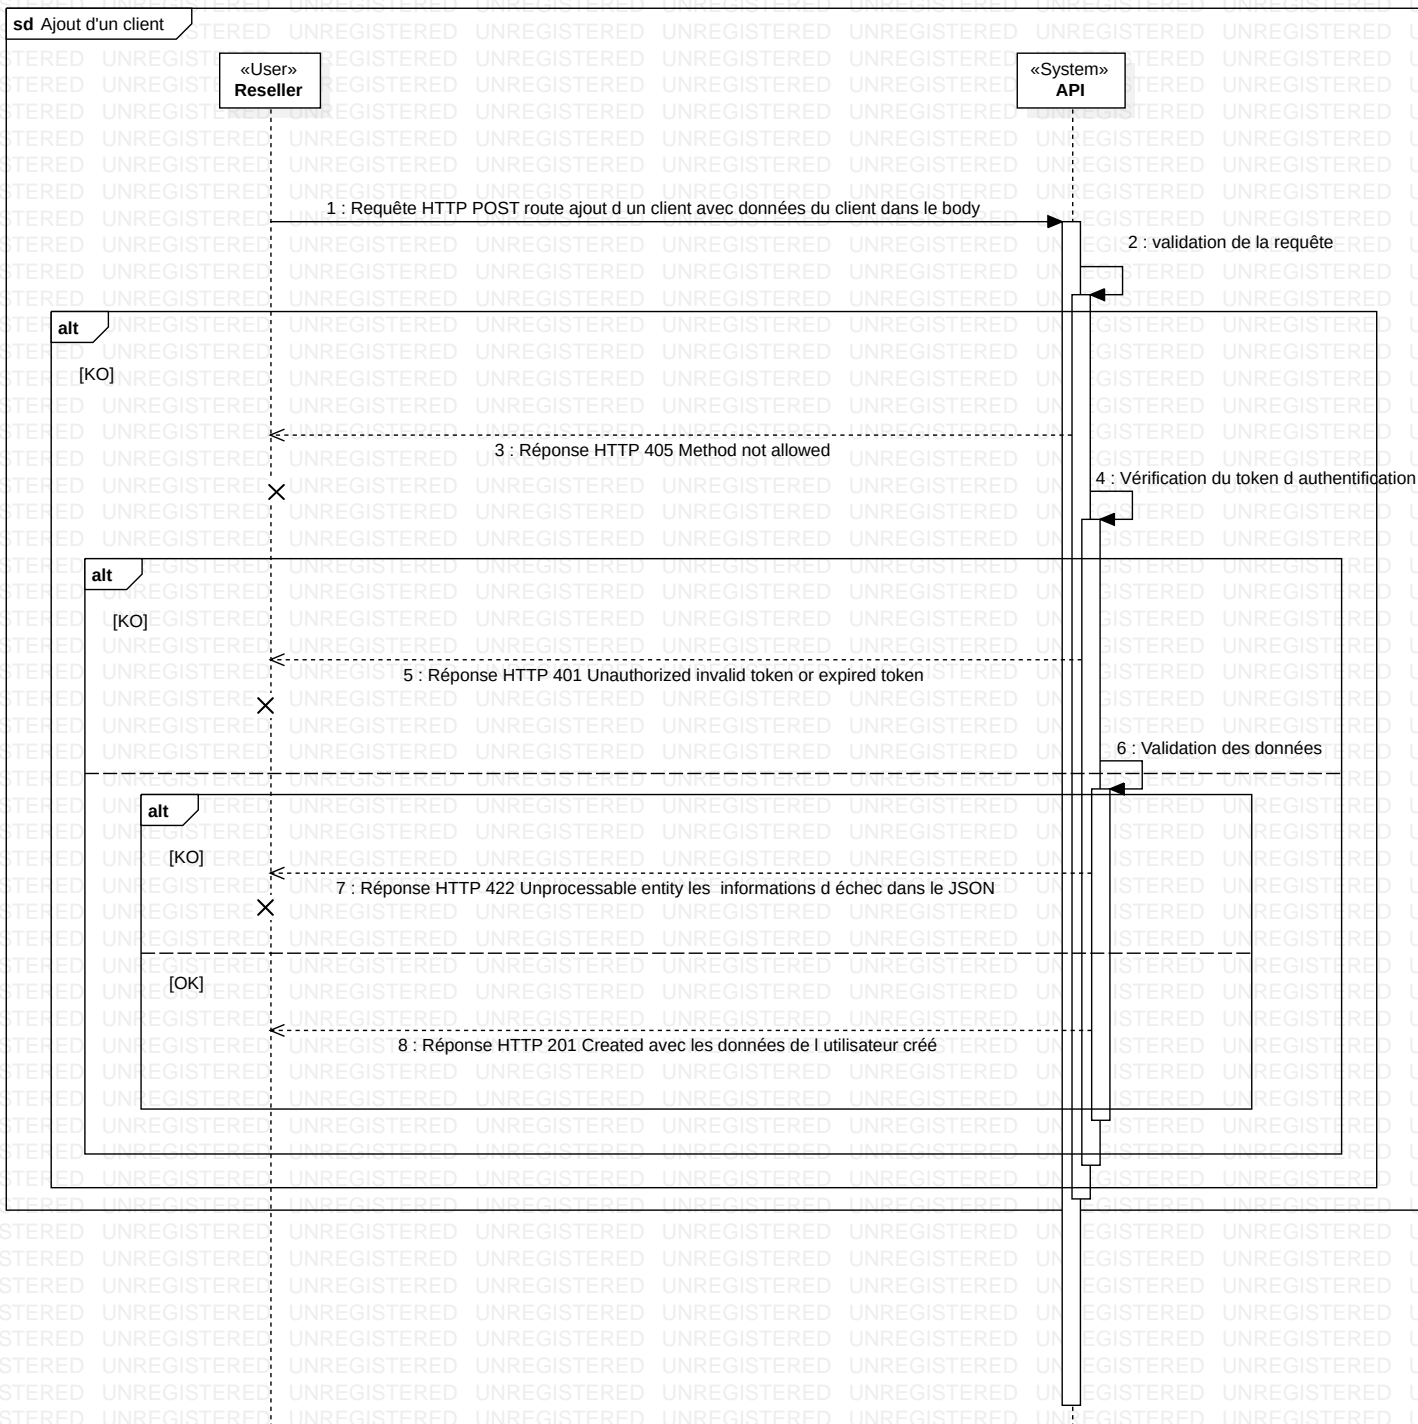 sd Ajout d'un client
«User»
Reseller
«System»
API
1 : Requête HTTP POST route ajout d un client avec données du client dans le body
2 : validation de la requête
alt
[KO]
3 : Réponse HTTP 405 Method not allowed
4 : Vérification du token d authentification
alt
[KO]
5 : Réponse HTTP 401 Unauthorized invalid token or expired token
6 : Validation des données
alt
[KO]
7 : Réponse HTTP 422 Unprocessable entity les  informations d échec dans le JSON
[OK]
8 : Réponse HTTP 201 Created avec les données de l utilisateur créé
UNREGISTERED